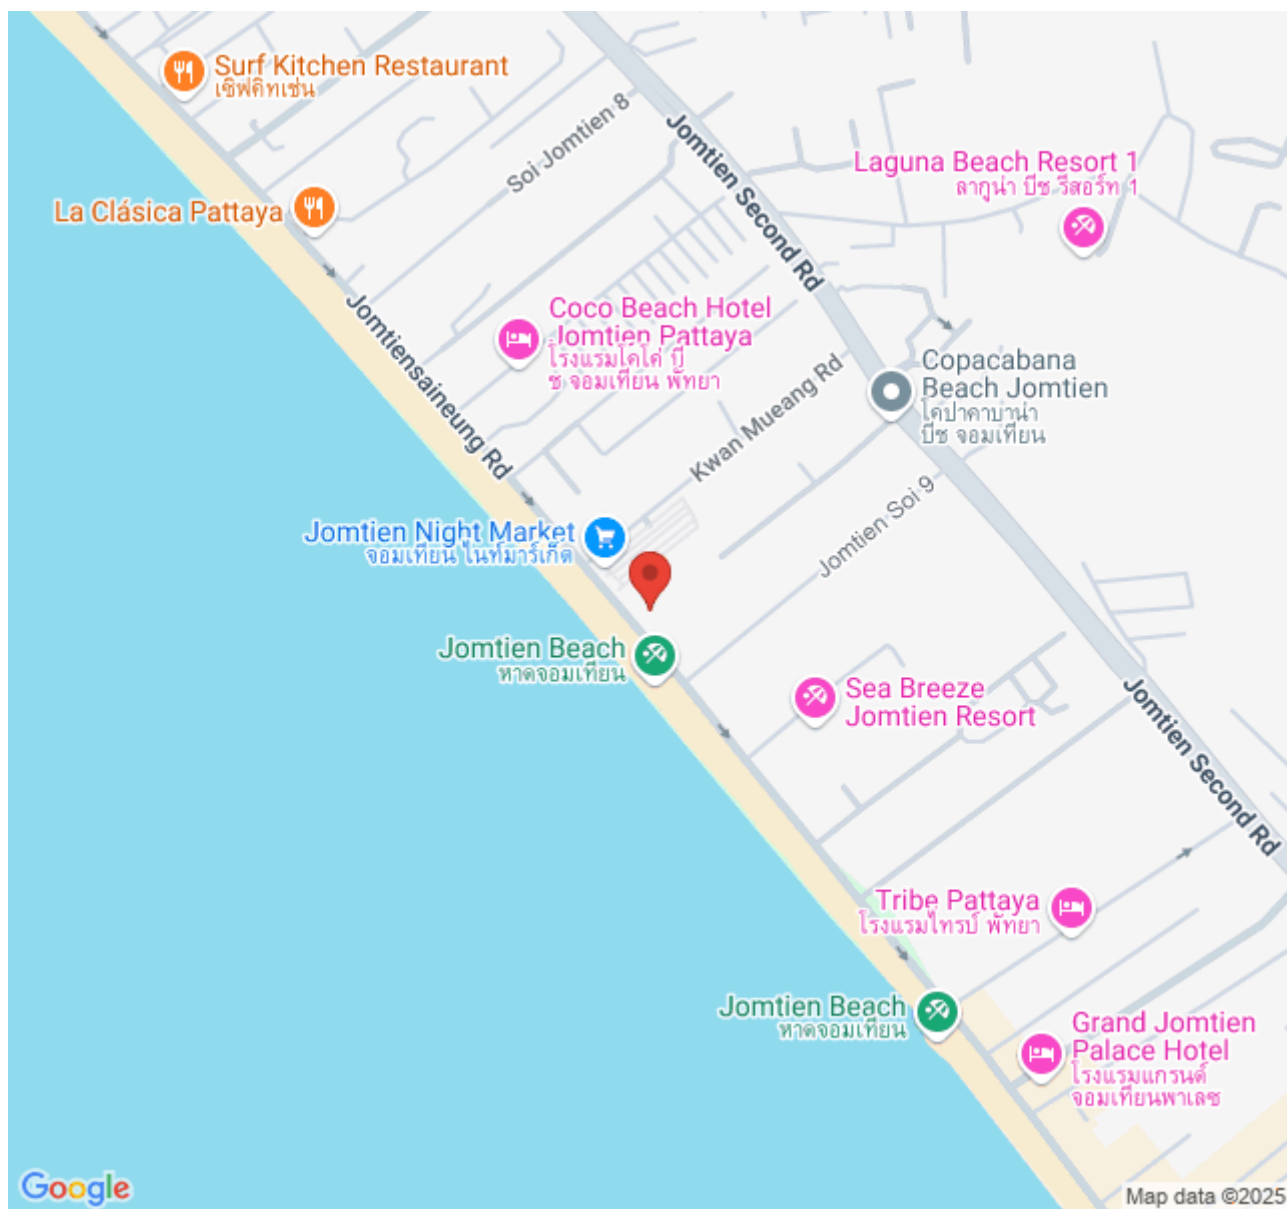 Surf Kitchen Restaurant
เซิฟคิทเช่น
Soi Jomtien 8
Jomtien Second Rd
Laguna Beach Resort 1
ลากูน่า บีช รีสอร์ท 1
La Clásica Pattaya
Jomtiensaineung Rd
Coco Beach Hotel
Jomtien Pattaya
โรงแรมโคโค่ บี
ช จอมเทียน พัทยา
Copacabana
Beach Jomtien
โคปาคาบาน่า
บีช จอมเทียน
Kwan Mueang Rd
Jomtien Soi 9
Jomtien Night Market
จอมเทียน ไนท์มาร์เก็ต
Jomtien Beach
หาดจอมเทียน
Sea Breeze
Jomtien Resort
Jomtien Second Rd
Tribe Pattaya
โรงแรมไทรบ์ พัทยา
Jomtien Beach
หาดจอมเทียน
Grand Jomtien
Palace Hotel
โรงแรมแกรนด์
จอมเทียนพาเลซ
Google
Map data ©2025